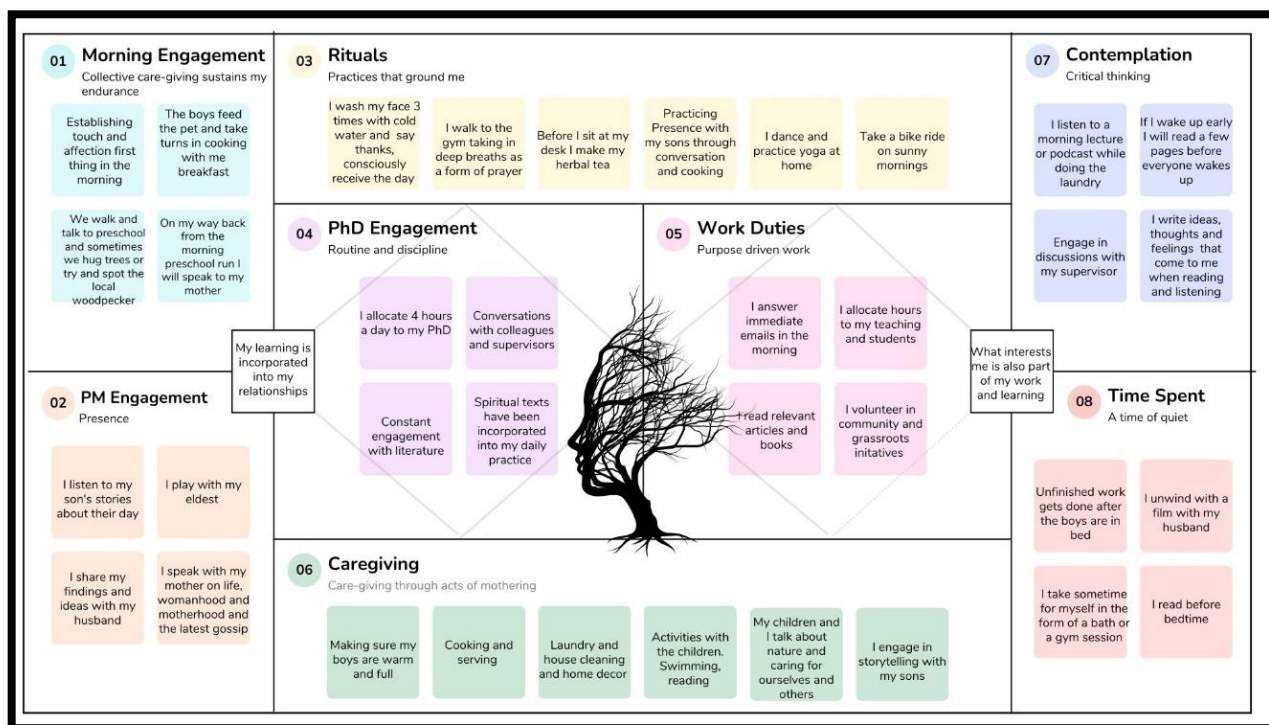 01
Morning Engagement
Collective care-giving sustains my
endurance
Establishing
touch and
affection first
thing in the
morning
The boys feed
the pet and take
turns in cooking
with me
breakfast
We walk and
talk to preschool
and sometimes
we hug trees or
try and spot the
local
woodpecker
On my way back
from the
morning
preschool run I
will speak to my
mother
02
PM Engagement
Presence
I listen to my
son's stories
about their day
I play with my
eldest
I share my
findings and
ideas with my
husband
I speak with my
mother on life,
womanhood and
motherhood and
the latest gossip
03
Rituals
Practices that ground me
I wash my face 3
times with cold
water and say
thanks,
consciously
receive the day
I walk to the
gym taking in
deep breaths as
a form of prayer
Before I sit at my
desk I make my
herbal tea
Practicing
Presence with
my sons through
conversation
and cooking
I dance and
practice yoga at
home
Take a bike ride
on sunny
mornings
04
PhD Engagement
Routine and discipline
I allocate 4 hours
a day to my PhD
Conversations
with colleagues
and supervisors
Constant
engagement
with literature
Spiritual texts
have been
incorporated
into my daily
practice
My learning is
incorporated
into my
relationships
05
Work Duties
Purpose driven work
I answer
immediate
emails in the
morning
I allocate hours
to my teaching
and students
I read relevant
articles and
books
I volunteer in
community and
grassroots
initatives
What interests
me is also part
of my work
and learning
06
Caregiving
Care-giving through acts of mothering
Making sure my
boys are warm
and full
Cooking and
serving
Laundry and
house cleaning
and home decor
Activities with
the children.
Swimming,
reading
My children and
I talk about
nature and
caring for
ourselves and
others
I engage in
storytelling with
my sons
07
Contemplation
Critical thinking
I listen to a
morning lecture
or podcast while
doing the
laundry
If I wake up early
I will read a few
pages before
everyone wakes
up
Engage in
discussions with
my supervisor
I write ideas,
thoughts and
feelings that
come to me
when reading
and listening
08
Time Spent
A time of quiet
Unfinished work
gets done after
the boys are in
bed
I unwind with a
film with my
husband
I take sometime
for myself in the
form of a bath or
a gym session
I read before
bedtime